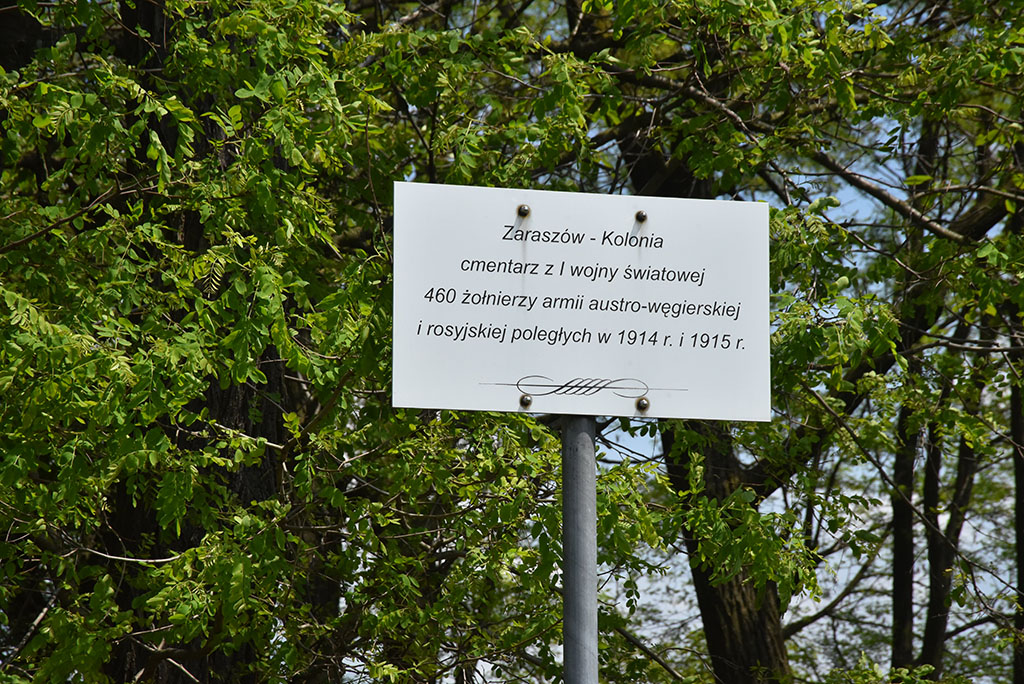 Zaraszów - Kolonia
cmentarz z I wojny światowej
460 żołnierzy armii austro-węgierskiej
i rosyjskiej poległych w 1914 r. i 1915 r.